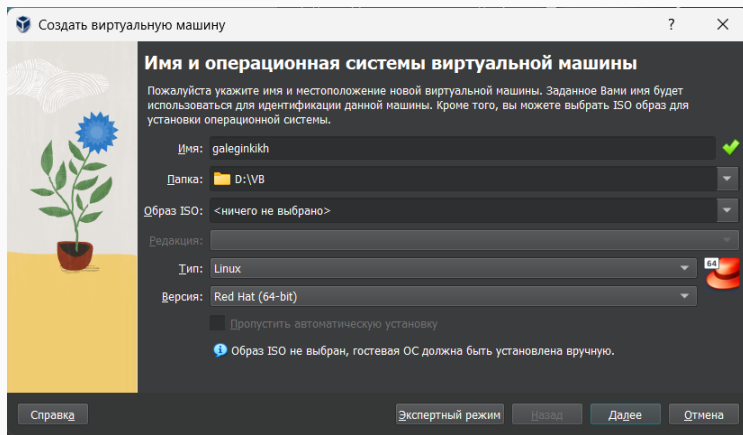 Создать виртуальную машину
Имя и операционная системы виртуальной машины
Пожалуйста укажите имя и местоположение новой виртуальной машины. Заданное Вами имя будет
использоваться для идентификации данной машины. Кроме того, вы можете выбрать ISO образ для
установки операционной системы.
Имя: galeginkikh
Папка: D:\VB
Образ ISO: <ничего не выбрано>
Редакция:
Тип: Linux
64
Версия: Red Hat (64-bit)
Пропустить автоматическую установку
Образ ISO не выбран, гостевая ОС должна быть установлена вручную.
Справка Экспертный режим Назад Далее Отмена